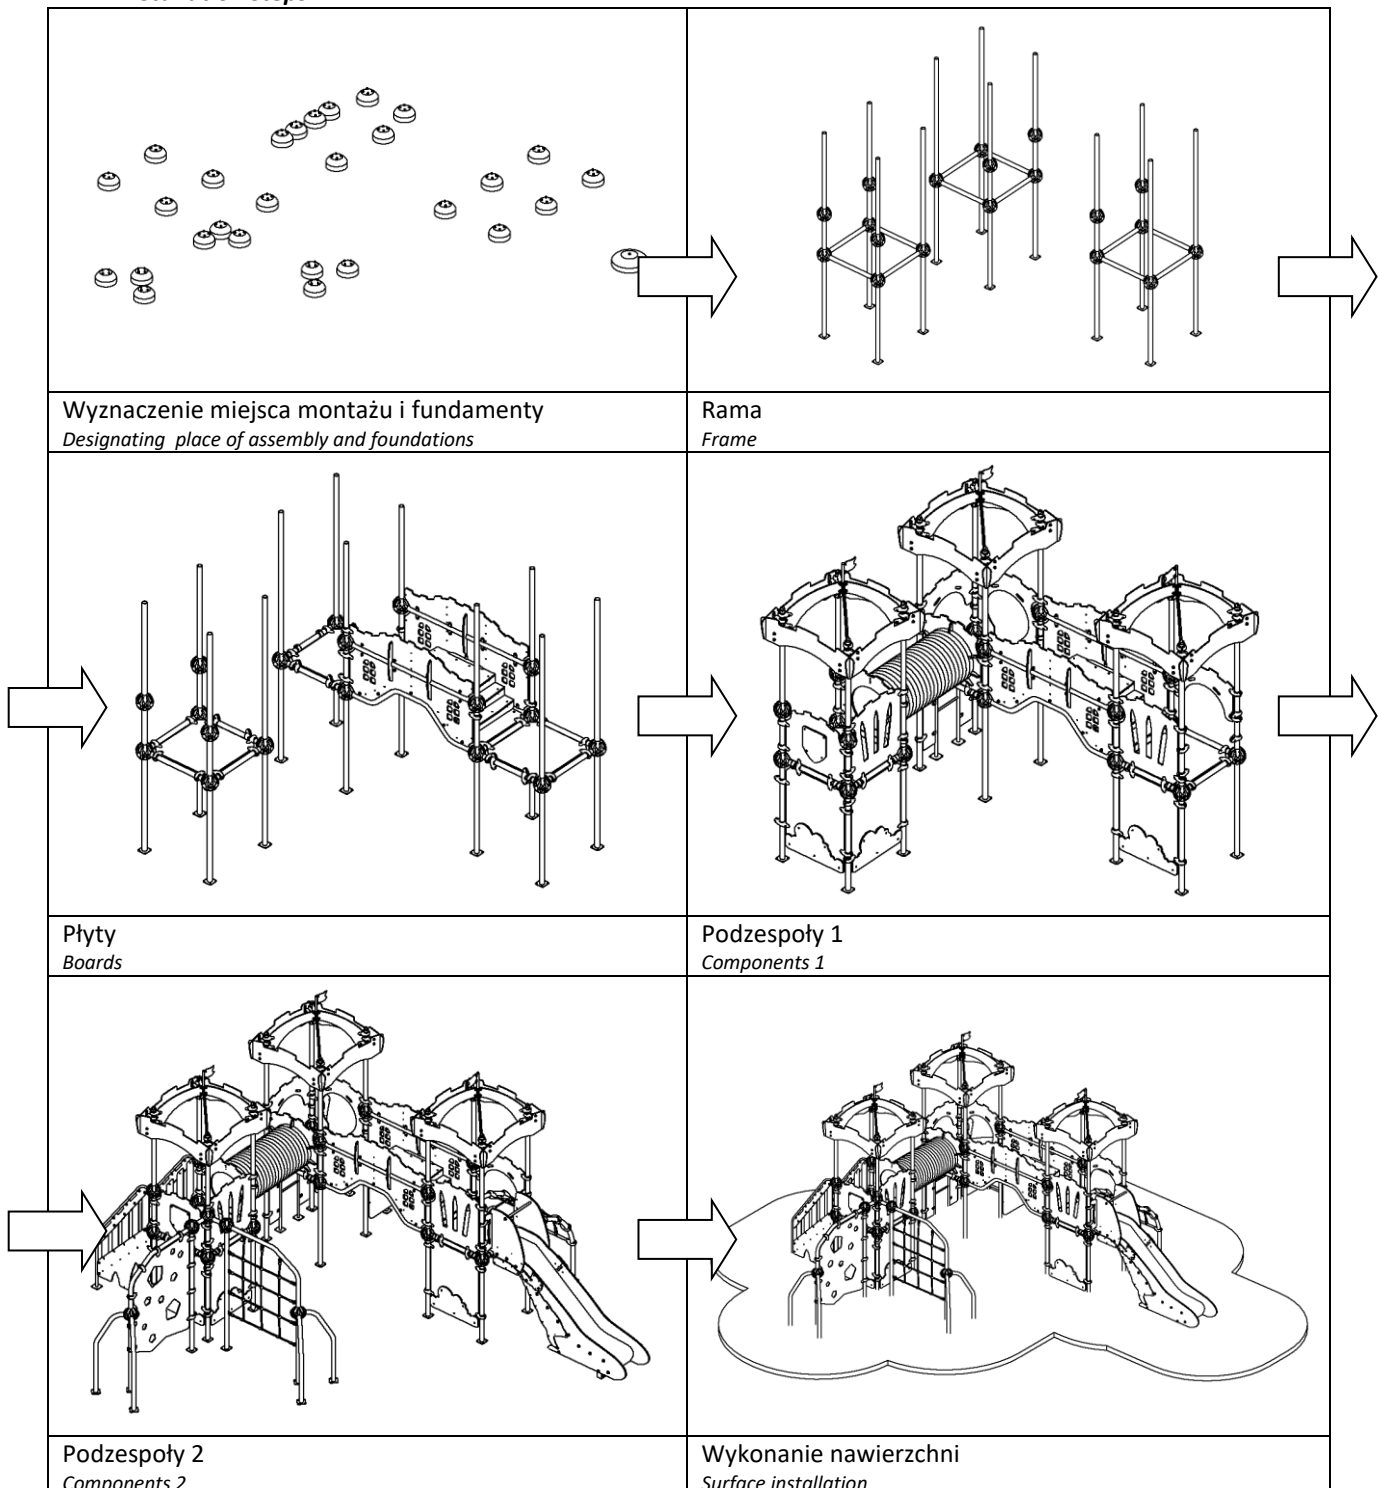 Wyznaczenie miejsca montażu i fundamenty
Designating place of assembly and foundations
Rama
Frame
Płyty
Boards
Podzespoły 1
Components 1
Podzespoły 2
Components 2
Wykonanie nawierzchni
Surface installation